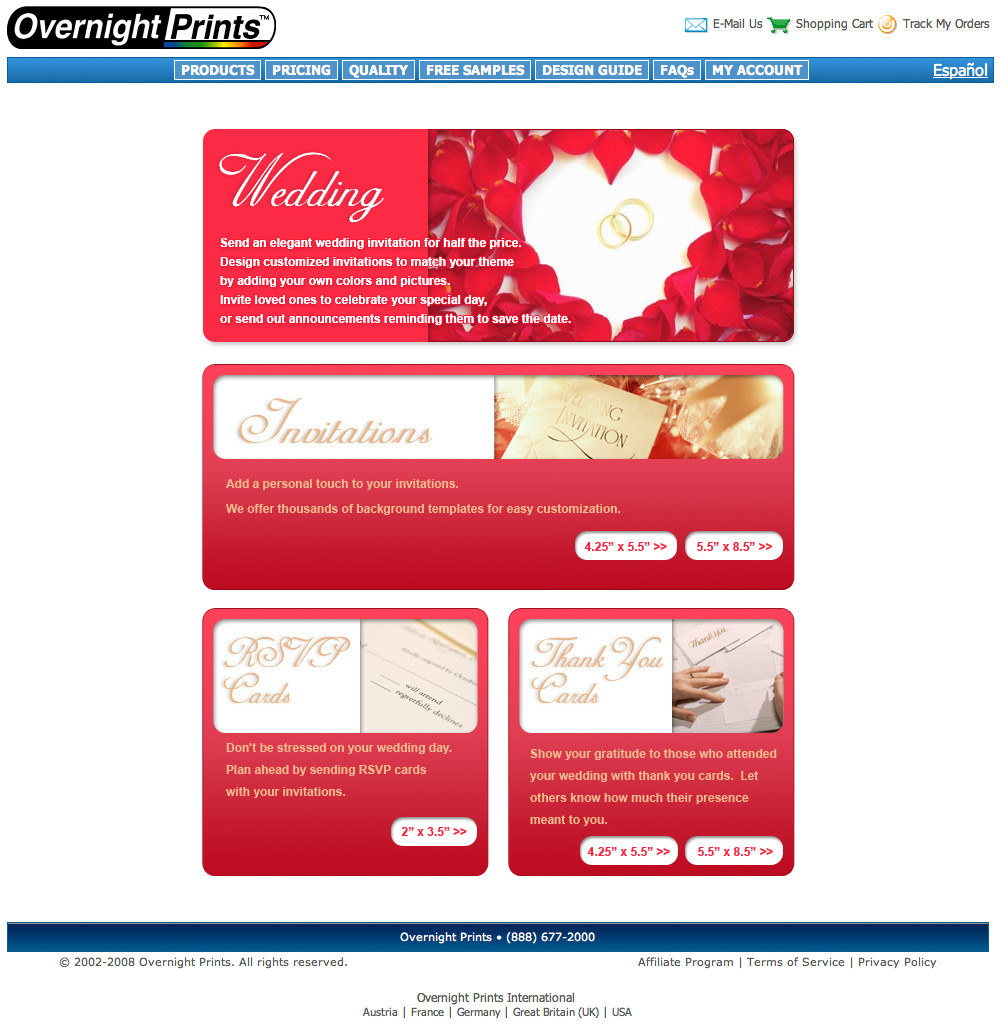 Overnight Prints™
E-Mail Us Shopping Cart Track My Orders
PRODUCTS PRICING QUALITY FREE SAMPLES DESIGN GUIDE FAQs MY ACCOUNT Español
Wedding
Send an elegant wedding invitation for half the price.
Design customized invitations to match your theme
by adding your own colors and pictures.
Invite loved ones to celebrate your special day,
or send out announcements reminding them to save the date.
Invitations
WEDDING
INVITATION
Add a personal touch to your invitations.
We offer thousands of background templates for easy customization.
4.25” x 5.5” >> 5.5” x 8.5” >>
RSVP
Cards
will attend
regretfully declines
Don't be stressed on your wedding day.
Plan ahead by sending RSVP cards
with your invitations.
2” x 3.5” >>
Thank You
Cards
Thank You
Show your gratitude to those who attended
your wedding with thank you cards. Let
others know how much their presence
meant to you.
4.25” x 5.5” >> 5.5” x 8.5” >>
Overnight Prints • (888) 677-2000
© 2002-2008 Overnight Prints. All rights reserved. Affiliate Program | Terms of Service | Privacy Policy
Overnight Prints International
Austria | France | Germany | Great Britain (UK) | USA